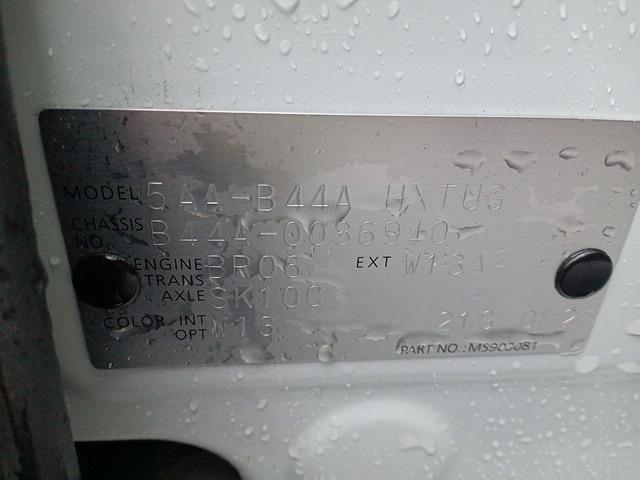 MODEL 5AA-B44A HXTUG
CHASSIS NO. B44A-0036940
ENGINE BR06 EXT W13
TRANS AXLE SK10C
COLOR INT OPT W13
PART NO.: MS902081